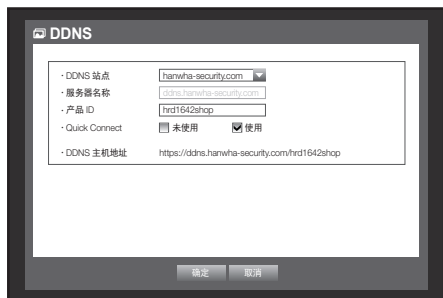 DDNS
· DDNS 站点 hanwha-security.com
· 服务器名称 ddns.hanwha-security.com
· 产品 ID hrd1642shop
· Quick Connect 未使用 使用
· DDNS 主机地址 https://ddns.hanwha-security.com/hrd1642shop
确定 取消